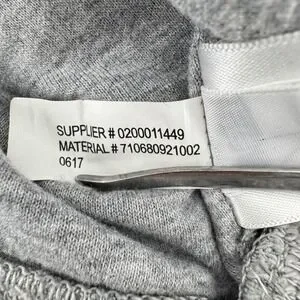 SUPPLIER # 0200011449
MATERIAL # 710680921002
0617